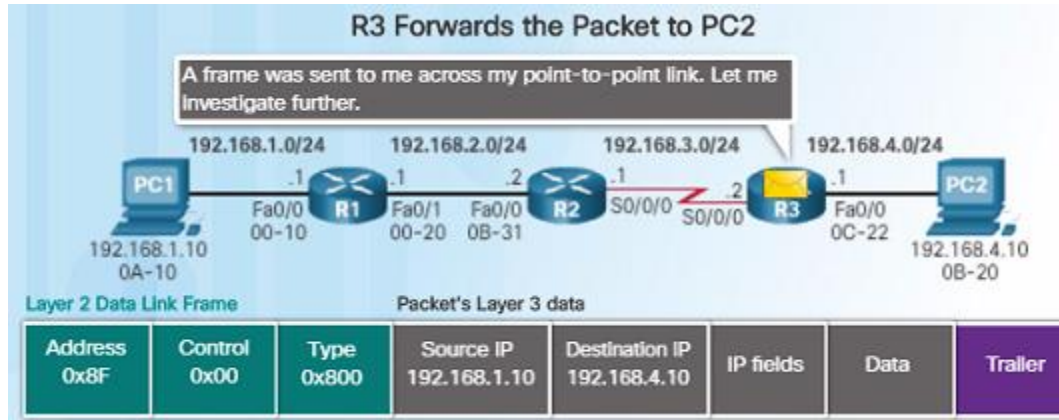 R3 Forwards the Packet to PC2
A frame was sent to me across my point-to-point link. Let me
investigate further.
192.168.1.0/24 192.168.2.0/24 192.168.3.0/24 192.168.4.0/24
PC1 .1 R1 .1 .2 R2 .1 .2 R3 .1 PC2
Fa0/0 Fa0/1 Fa0/0 S0/0/0 S0/0/0 Fa0/0
00-10 00-20 0B-31 0C-22
192.168.1.10 192.168.4.10
0A-10 0B-20
Layer 2 Data Link Frame Packet's Layer 3 data
Address Control Type Source IP Destination IP IP fields Data Trailer
0x8F 0x00 0x800 192.168.1.10 192.168.4.10